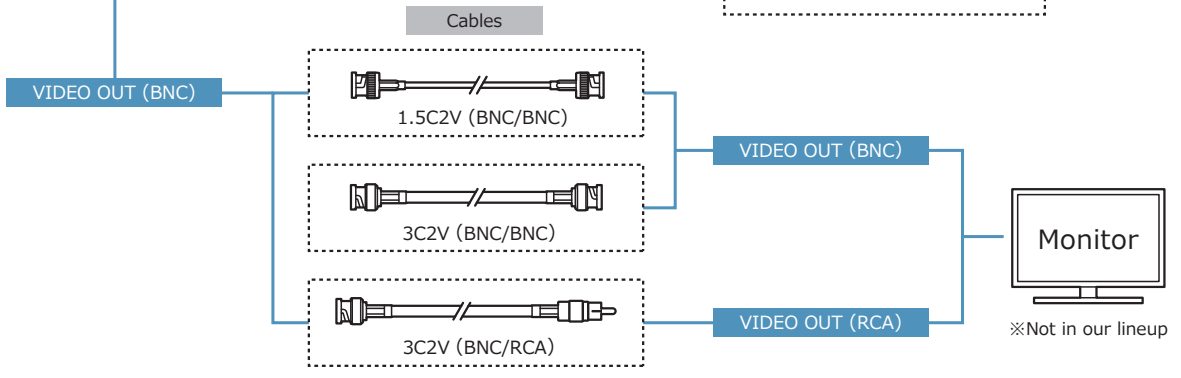 Cables
VIDEO OUT (BNC)
1.5C2V (BNC/BNC)
VIDEO OUT (BNC)
3C2V (BNC/BNC)
Monitor
3C2V (BNC/RCA)
VIDEO OUT (RCA)
※Not in our lineup